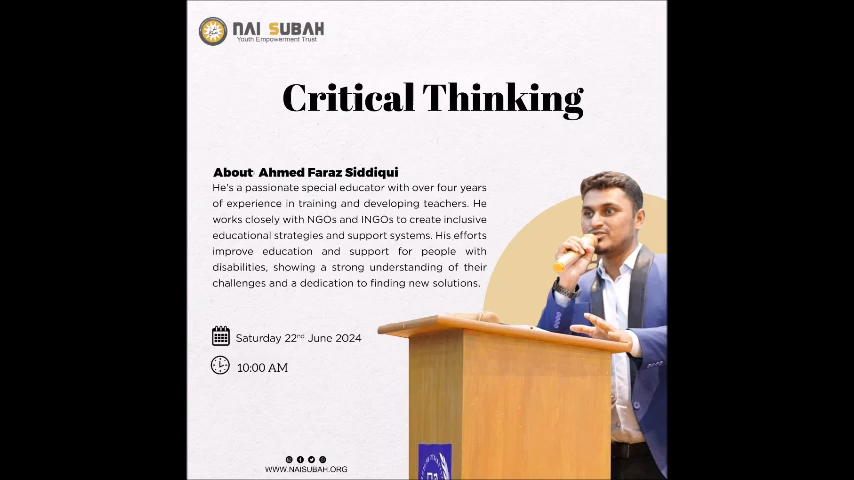 NAI SUBAH
Youth Empowerment Trust
Critical Thinking
About Ahmed Faraz Siddiqui
He's a passionate special educator with over four years
of experience in training and developing teachers. He
works closely with NGOs and INGOs to create inclusive
educational strategies and support systems. His efforts
improve education and support for people with
disabilities, showing a strong understanding of their
challenges and a dedication to finding new solutions.
Saturday 22nd June 2024
10:00 AM
WWW.NAISUBAH.ORG